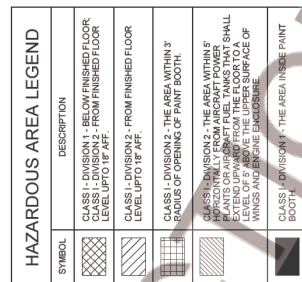 HAZARDOUS AREA LEGEND
SYMBOL
DESCRIPTION
CLASS I - DIVISION 1 - BELOW FINISHED FLOOR;
CLASS I - DIVISION 2 - FROM FINISHED FLOOR
LEVEL UPTO 18" AFF.
CLASS I - DIVISION 2 - FROM FINISHED FLOOR
LEVEL UPTO 18" AFF.
CLASS I - DIVISION 2 - THE AREA WITHIN 3'
RADIUS OF OPENING OF PAINT BOOTH.
CLASS I - DIVISION 2 - THE AREA WITHIN 5'
HORIZONTALLY FROM AIRCRAFT POWER
PLANTS OR AIRCRAFT FUEL TANKS THAT SHALL
EXTEND UPWARD FROM THE FLOOR TO A
LEVEL OF 5' ABOVE THE UPPER SURFACE OF
WINGS AND ENGINE ENCLOSURE.
CLASS I - DIVISION 1 - THE AREA INSIDE PAINT
BOOTH.